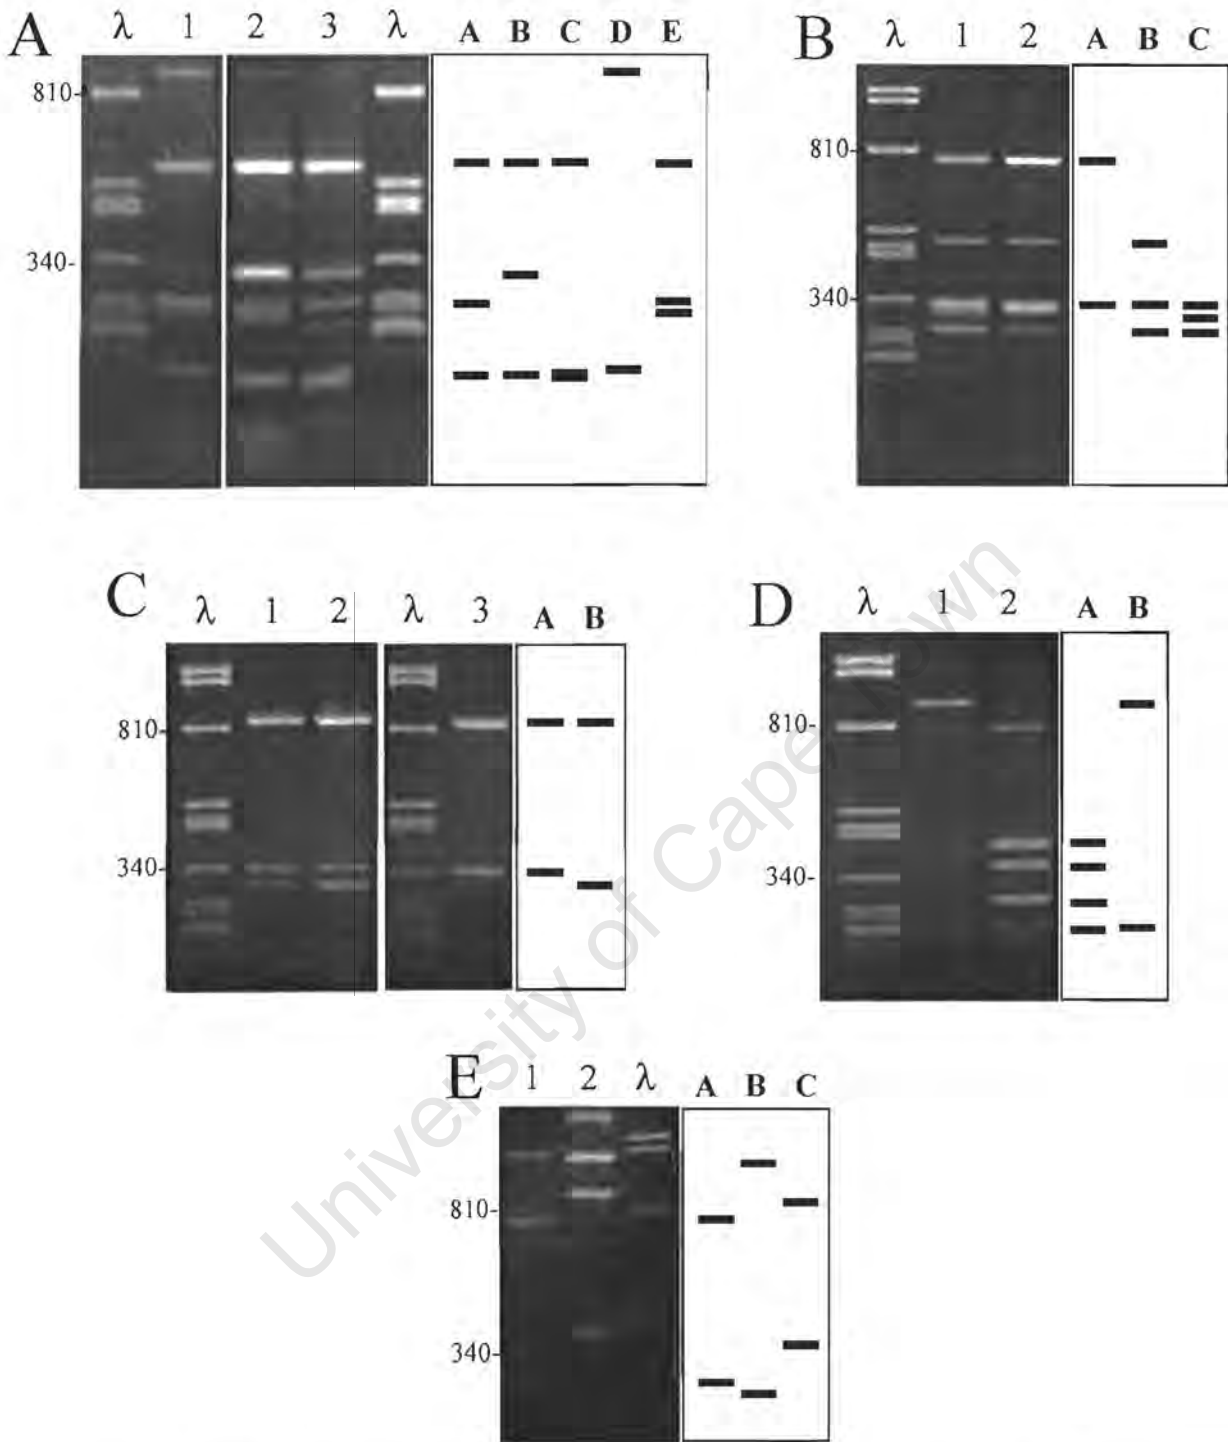 A λ 1 2 3 λ A B C D E
810-
340-
B λ 1 2 A B C
810-
340-
C λ 1 2 λ 3 A B
810-
340-
D λ 1 2 A B
810-
340-
E 1 2 λ A B C
810-
340-
University of Cape Town